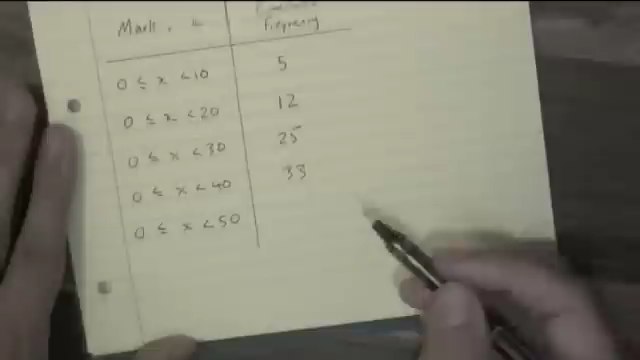 Mark, x
Frequency
0 ≤ x < 10 5
0 ≤ x < 20 12
0 ≤ x < 30 25
0 ≤ x < 40 33
0 ≤ x < 50